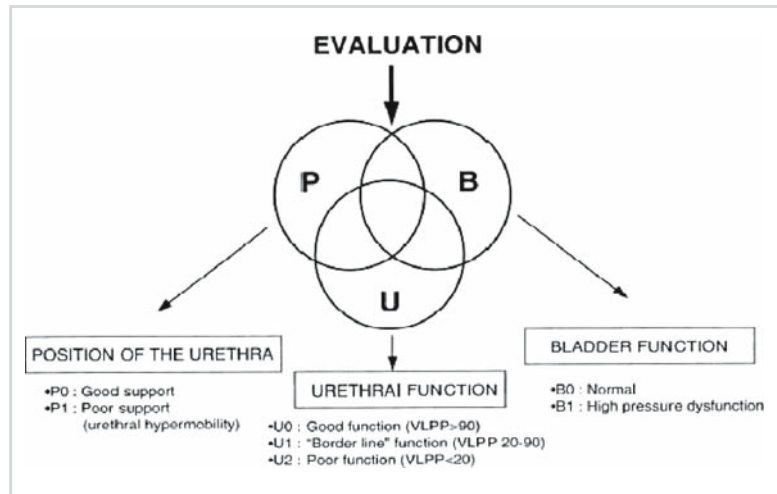 EVALUATION
P
B
U
POSITION OF THE URETHRA
•P0 : Good support
•P1 : Poor support
(urethral hypermobility)
URETHRAI FUNCTION
•U0 : Good function (VLPP>90)
•U1 : "Border line" function (VLPP 20-90)
•U2 : Poor function (VLPP<20)
BLADDER FUNCTION
•B0 : Normal
•B1 : High pressure dysfunction